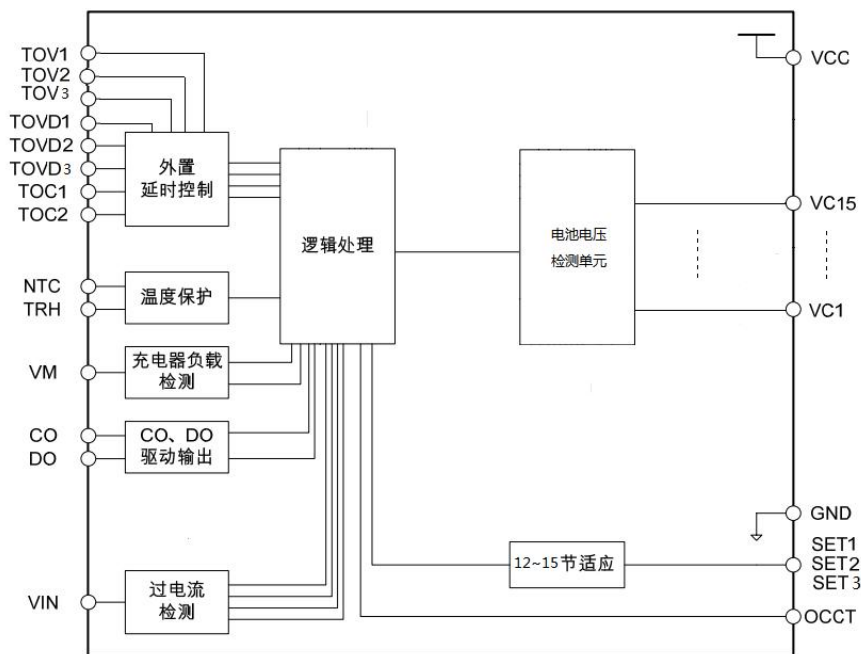 TOV1
TOV2
TOV3
TOVD1
TOVD2
TOVD3
TOC1
TOC2
外置
延时控制
NTC
TRH
温度保护
VM
充电器负载
检测
CO
DO
CO、DO
驱动输出
VIN
过电流
检测
逻辑处理
电池电压
检测单元
12~15节适应
VCC
VC15
VC1
GND
SET1
SET2
SET3
OCCT